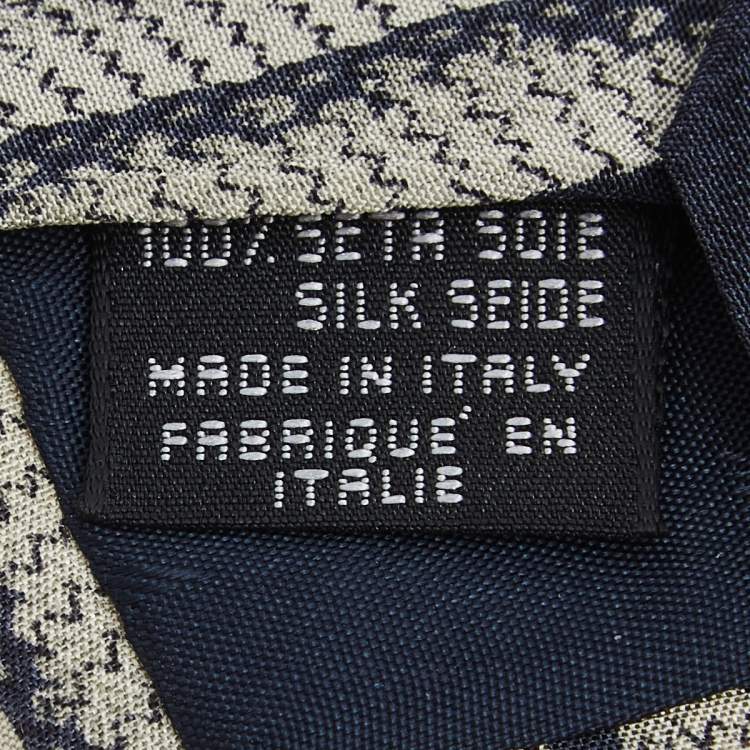 100% SETA SOIE
SILK SEIDE
MADE IN ITALY
FABRIQUE' EN
ITALIE